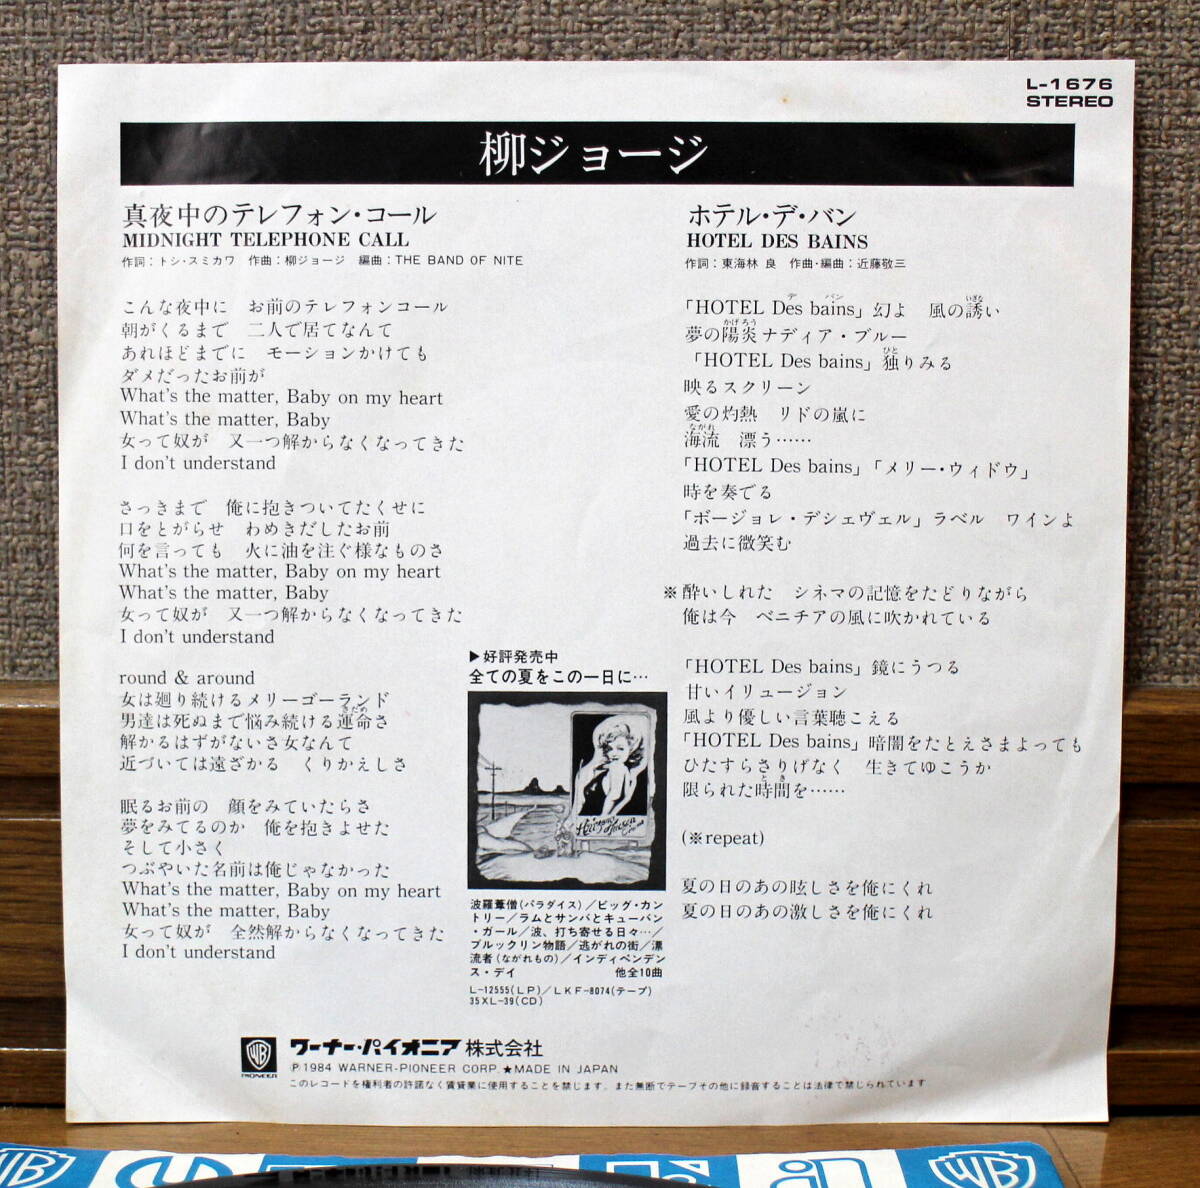 L-1676
STEREO
柳ジョージ
真夜中のテレフォン・コール
MIDNIGHT TELEPHONE CALL
作詞：トシ・スミカワ　作曲：柳ジョージ　編曲：THE BAND OF NITE
こんな夜中に　お前のテレフォンコール
朝がくるまで　二人で居てなんて
あれほどまでに　モーションかけても
ダメだったお前が
What's the matter, Baby on my heart
What's the matter, Baby
女って奴が　又一つ解からなくなってきた
I don't understand
さっきまで　俺に抱きついてたくせに
口をとがらせ　わめきだしたお前
何を言っても　火に油を注ぐ様なものさ
What's the matter, Baby on my heart
What's the matter, Baby
女って奴が　又一つ解からなくなってきた
I don't understand
round & around
女は廻り続けるメリーゴーランド
男達は死ぬまで悩み続ける運命（さだめ）さ
解かるはずがないさ女なんて
近づいては遠ざかる　くりかえしさ
眠るお前の　顔をみていたらさ
夢をみてるのか　俺を抱きよせた
そして小さく
つぶやいた名前は俺じゃなかった
What's the matter, Baby on my heart
What's the matter, Baby
女って奴が　全然解からなくなってきた
I don't understand
ホテル・デ・バン
HOTEL DES BAINS
作詞：東海林 良　作曲・編曲：近藤敬三
「HOTEL Des bains（デ バン）」幻よ　風の誘（いざな）い
夢の陽炎（かげろう）ナディア・ブルー
「HOTEL Des bains」独（ひと）りみる
映るスクリーン
愛の灼熱　リドの嵐に
海流（ながれ）　漂う……
「HOTEL Des bains」「メリー・ウィドウ」
時を奏でる
「ボージョレ・デシェヴェル」ラベル　ワインよ
過去に微笑む
※酔いしれた　シネマの記憶をたどりながら
俺は今　ベニチアの風に吹かれている
「HOTEL Des bains」鏡にうつる
甘いイリュージョン
風より優しい言葉聴こえる
「HOTEL Des bains」暗闇をたとえさまよっても
ひたすらさりげなく　生きてゆこうか
限られた時間（とき）を……
(※repeat)
夏の日のあの眩しさを俺にくれ
夏の日のあの激しさを俺にくれ
▶好評発売中
全ての夏をこの一日に…
波羅葦僧(パラダイス)／ビッグ・カン
トリー／ラムとサンバとキューバン
・ガール／波、打ち寄せる日々…／
ブルックリン物語／逃がれの街／漂
流者(ながれもの)／インディペンデン
ス・デイ　他全10曲
L-12555(LP)／LKF-8074(テープ)
35XL-39(CD)
WB
PIONEER
ワーナー・パイオニア株式会社
Ⓟ1984 WARNER-PIONEER CORP. ★MADE IN JAPAN
このレコードを権利者の許諾なく賃貸業に使用することを禁じます。また無断でテープその他に録音することは法律で禁じられています。
WB
WB